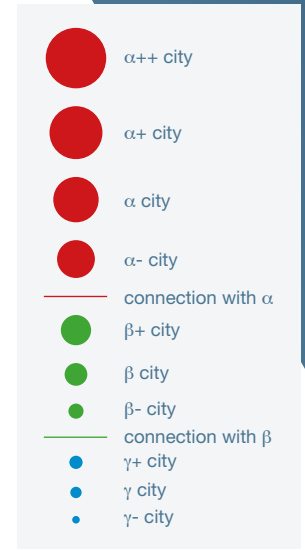 α++ city
α+ city
α city
α- city
connection with α
β+ city
β city
β- city
connection with β
γ+ city
γ city
γ- city